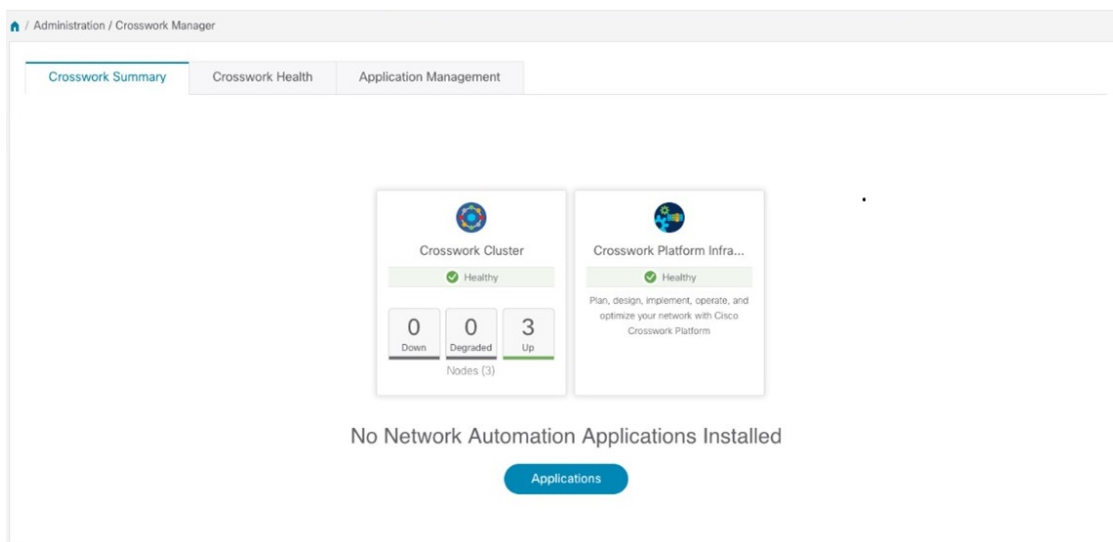 / Administration / Crosswork Manager
Crosswork Summary Crosswork Health Application Management
Crosswork Cluster
Healthy
0 0 3
Down Degraded Up
Nodes (3)
Crosswork Platform Infra...
Healthy
Plan, design, implement, operate, and
optimize your network with Cisco
Crosswork Platform
No Network Automation Applications Installed
Applications